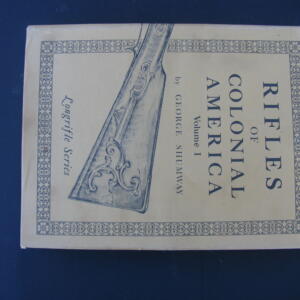 RIFLES
OF
COLONIAL
AMERICA
Volume I
by GEORGE SHUMWAY
Longrifle Series